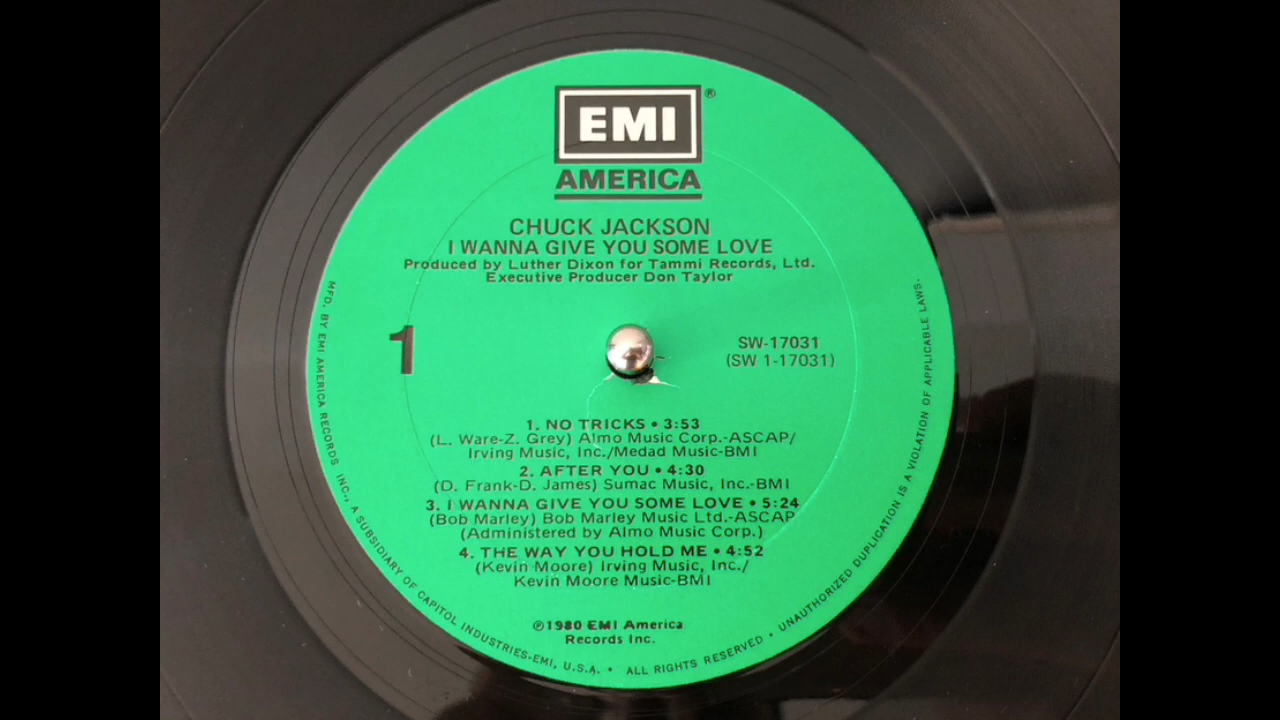 EMI®
AMERICA
CHUCK JACKSON
I WANNA GIVE YOU SOME LOVE
Produced by Luther Dixon for Tammi Records, Ltd.
Executive Producer Don Taylor
1
SW-17031
(SW 1-17031)
1. NO TRICKS • 3:53
(L. Ware-Z. Grey) Almo Music Corp.-ASCAP/
Irving Music, Inc./Medad Music-BMI
2. AFTER YOU • 4:30
(D. Frank-D. James) Sumac Music, Inc.-BMI
3. I WANNA GIVE YOU SOME LOVE • 5:24
(Bob Marley) Bob Marley Music Ltd.-ASCAP
(Administered by Almo Music Corp.)
4. THE WAY YOU HOLD ME • 4:52
(Kevin Moore) Irving Music, Inc./
Kevin Moore Music-BMI
℗1980 EMI America
Records Inc.
MFD. BY EMI AMERICA RECORDS INC., A SUBSIDIARY OF CAPITOL INDUSTRIES-EMI, U.S.A. • ALL RIGHTS RESERVED • UNAUTHORIZED DUPLICATION IS A VIOLATION OF APPLICABLE LAWS.